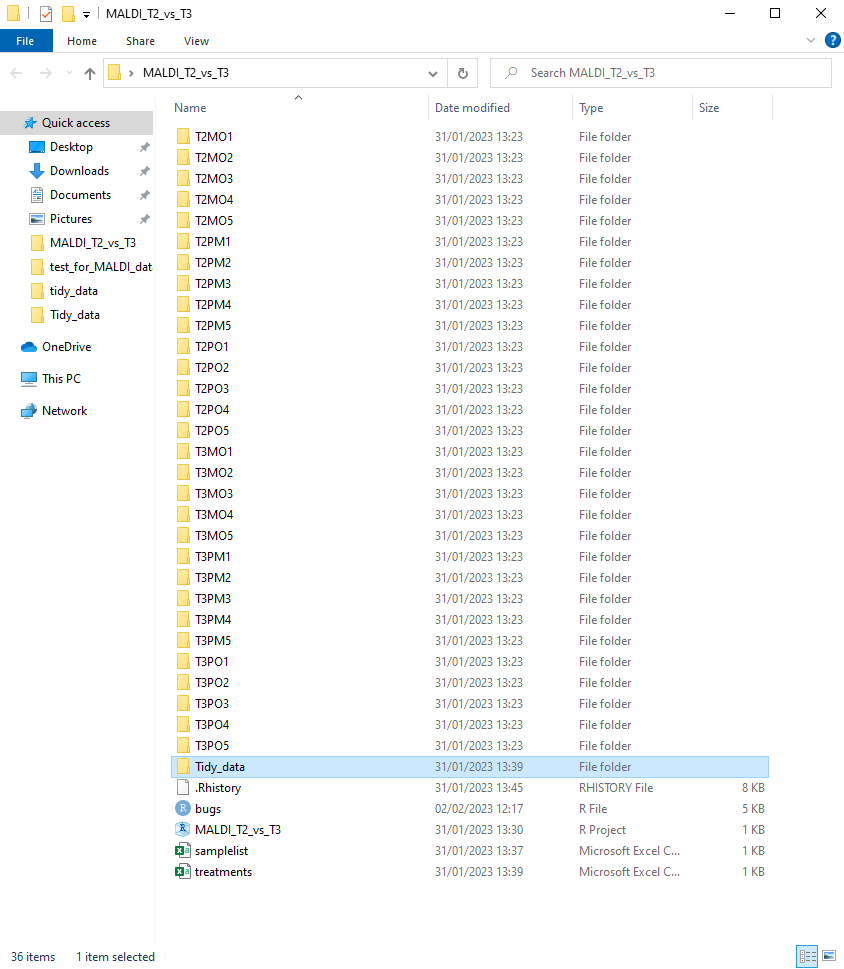 MALDI_T2_vs_T3
File Home Share View
MALDI_T2_vs_T3 Search MALDI_T2_vs_T3
Quick access
Desktop
Downloads
Documents
Pictures
MALDI_T2_vs_T3
test_for_MALDI_dat
tidy_data
Tidy_data
OneDrive
This PC
Network
Name Date modified Type Size
T2MO1 31/01/2023 13:23 File folder
T2MO2 31/01/2023 13:23 File folder
T2MO3 31/01/2023 13:23 File folder
T2MO4 31/01/2023 13:23 File folder
T2MO5 31/01/2023 13:23 File folder
T2PM1 31/01/2023 13:23 File folder
T2PM2 31/01/2023 13:23 File folder
T2PM3 31/01/2023 13:23 File folder
T2PM4 31/01/2023 13:23 File folder
T2PM5 31/01/2023 13:23 File folder
T2PO1 31/01/2023 13:23 File folder
T2PO2 31/01/2023 13:23 File folder
T2PO3 31/01/2023 13:23 File folder
T2PO4 31/01/2023 13:23 File folder
T2PO5 31/01/2023 13:23 File folder
T3MO1 31/01/2023 13:23 File folder
T3MO2 31/01/2023 13:23 File folder
T3MO3 31/01/2023 13:23 File folder
T3MO4 31/01/2023 13:23 File folder
T3MO5 31/01/2023 13:23 File folder
T3PM1 31/01/2023 13:23 File folder
T3PM2 31/01/2023 13:23 File folder
T3PM3 31/01/2023 13:23 File folder
T3PM4 31/01/2023 13:23 File folder
T3PM5 31/01/2023 13:23 File folder
T3PO1 31/01/2023 13:23 File folder
T3PO2 31/01/2023 13:23 File folder
T3PO3 31/01/2023 13:23 File folder
T3PO4 31/01/2023 13:23 File folder
T3PO5 31/01/2023 13:23 File folder
Tidy_data 31/01/2023 13:39 File folder
.Rhistory 31/01/2023 13:45 RHISTORY File 8 KB
bugs 02/02/2023 12:17 R File 5 KB
MALDI_T2_vs_T3 31/01/2023 13:30 R Project 1 KB
samplelist 31/01/2023 13:37 Microsoft Excel C... 1 KB
treatments 31/01/2023 13:39 Microsoft Excel C... 1 KB
36 items 1 item selected